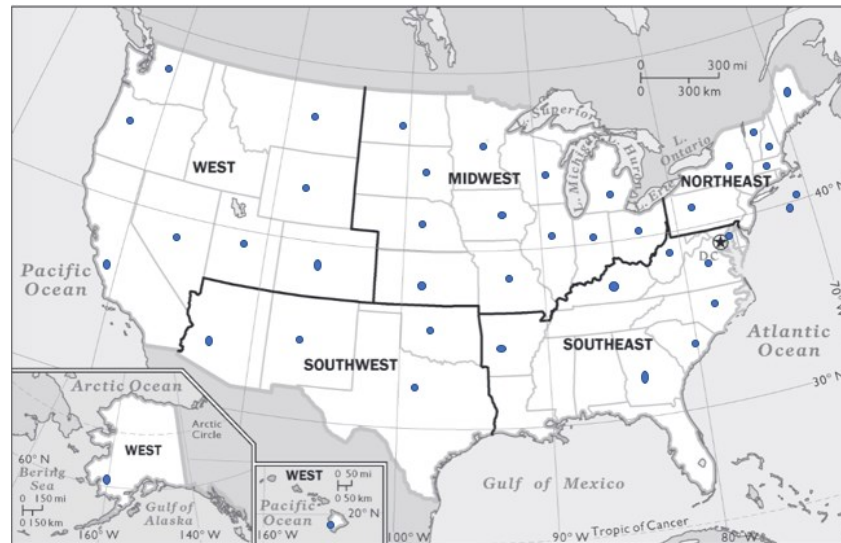 0 300 mi
0 300 km
L. Superior
L. Michigan
L. Huron
L. Ontario
L. Erie
WEST
MIDWEST
NORTHEAST
40° N
DC
70° W
Pacific
Ocean
Atlantic
Ocean
SOUTHWEST
SOUTHEAST
30° N
Arctic Ocean
Arctic
Circle
WEST
60° N
Bering
Sea
0 150 mi
0 150 km
Gulf of
Alaska
160° W
140° W
WEST
0 50 mi
0 50 km
Pacific
Ocean
20° N
160° W
Gulf of Mexico
100° W
90° W
Tropic of Cancer
80° W